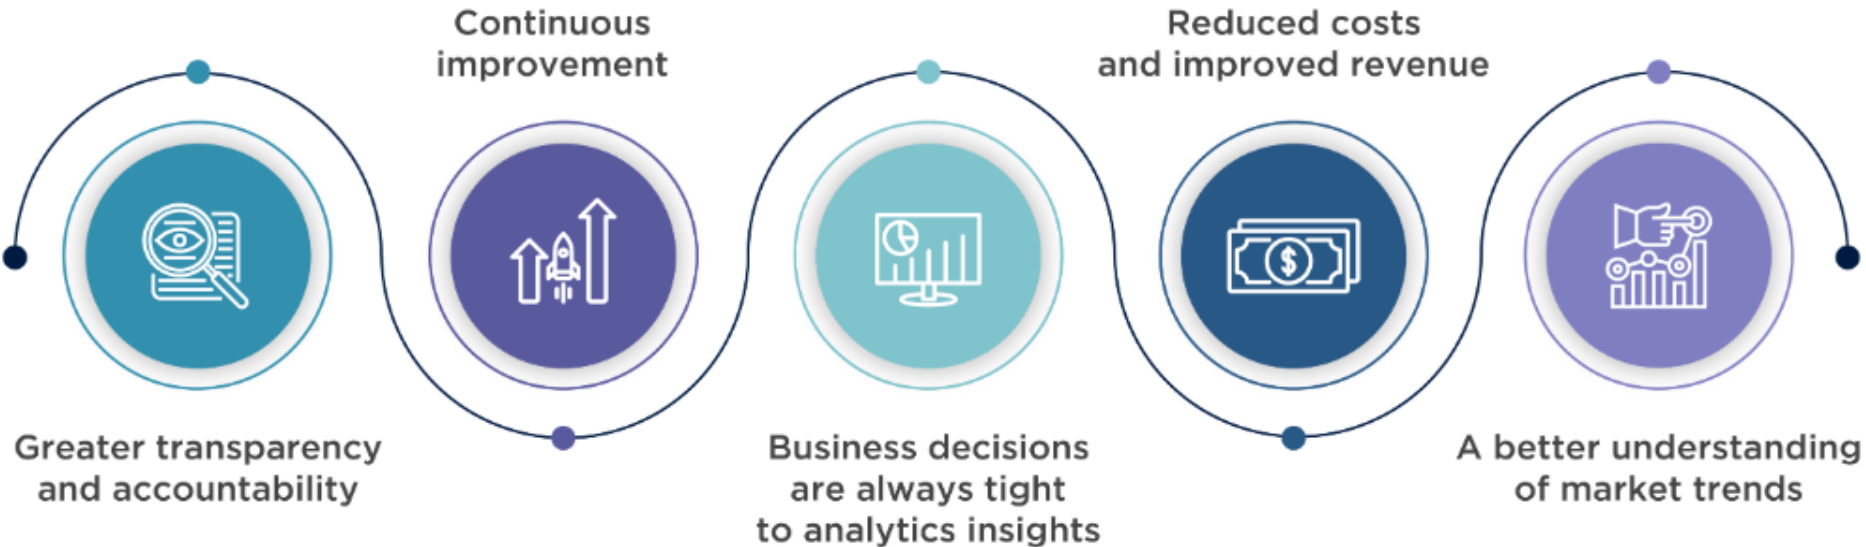 Greater transparency
and accountability
Continuous
improvement
Business decisions
are always tight
to analytics insights
Reduced costs
and improved revenue
A better understanding
of market trends